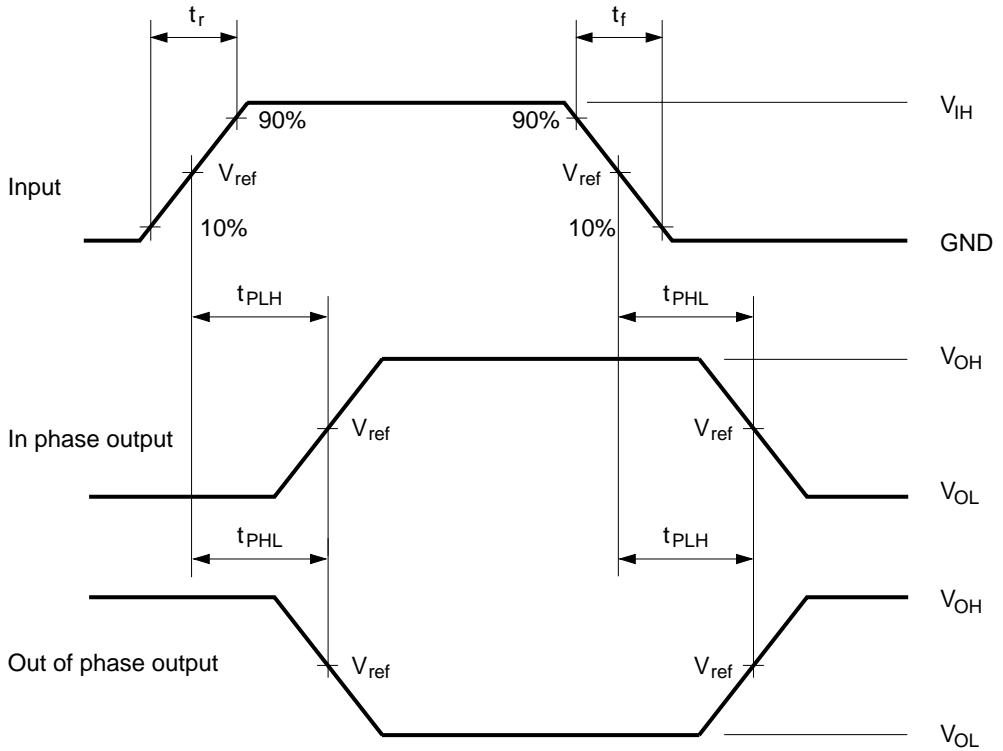 tr
tf
90%
90%
VIH
Input
Vref
Vref
10%
10%
GND
tPLH
tPHL
VOH
In phase output
Vref
Vref
VOL
tPHL
tPLH
VOH
Out of phase output
Vref
Vref
VOL